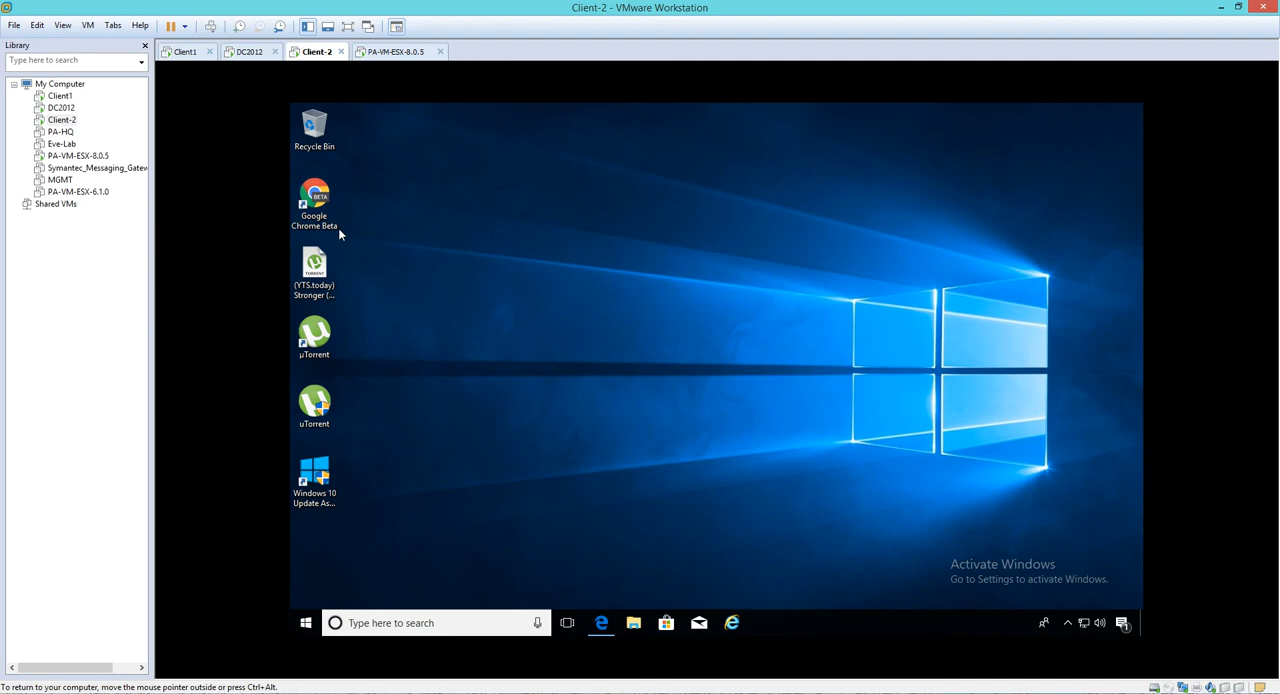 Client-2 - VMware Workstation
File Edit View VM Tabs Help
Library
Type here to search
My Computer
Client1
DC2012
Client-2
PA-HQ
Eve-Lab
PA-VM-ESX-8.0.5
Symantec_Messaging_Gatew
MGMT
PA-VM-ESX-6.1.0
Shared VMs
Client1 DC2012 Client-2 PA-VM-ESX-8.0.5
Recycle Bin
BETA
Google
Chrome Beta
TORRENT
(YTS.today)
Stronger (...
µTorrent
uTorrent
Windows 10
Update As...
Activate Windows
Go to Settings to activate Windows.
Type here to search
1
To return to your computer, move the mouse pointer outside or press Ctrl+Alt.